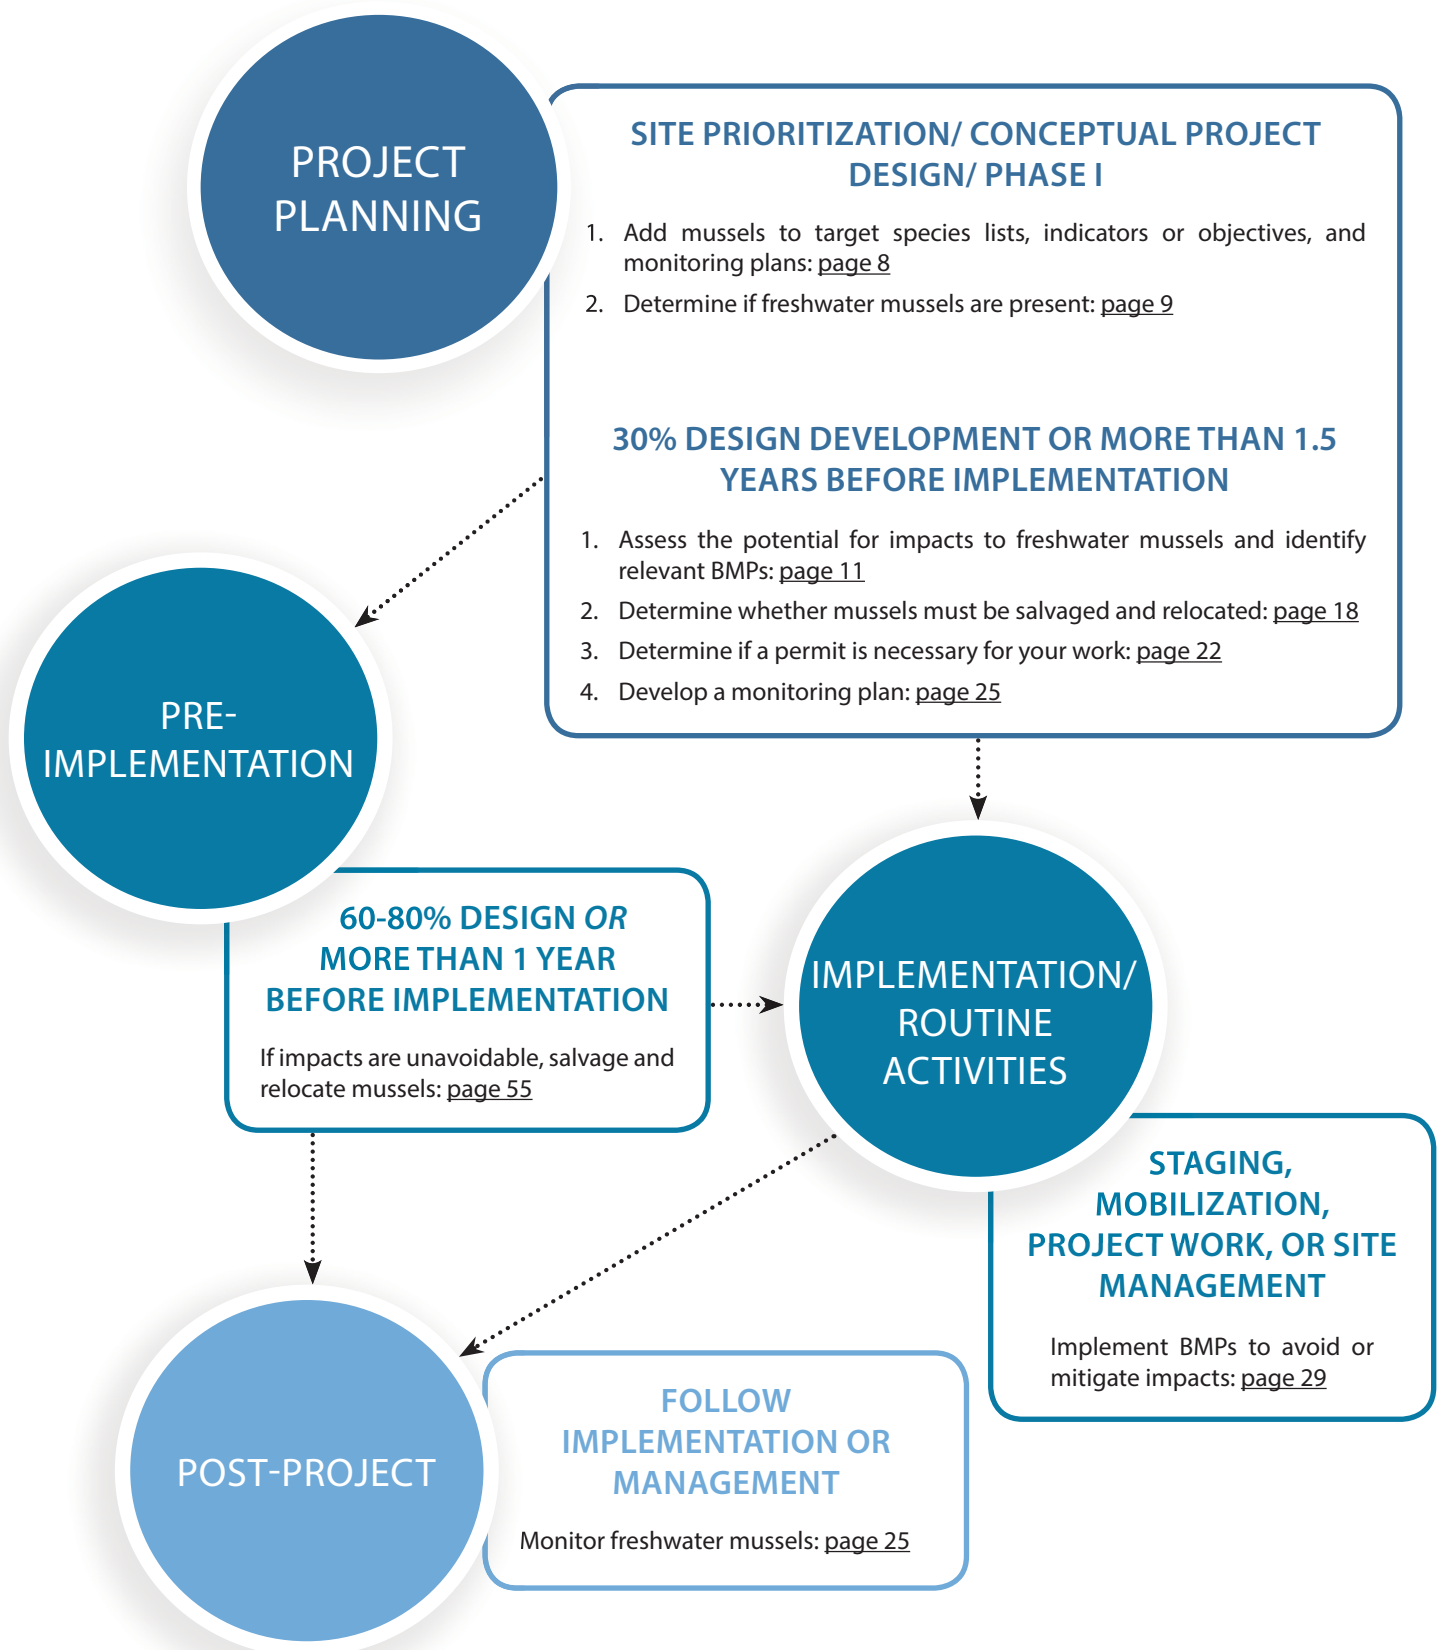 PROJECT
PLANNING
SITE PRIORITIZATION/ CONCEPTUAL PROJECT
DESIGN/ PHASE I
1. Add mussels to target species lists, indicators or objectives, and
monitoring plans: page 8
2. Determine if freshwater mussels are present: page 9
30% DESIGN DEVELOPMENT OR MORE THAN 1.5
YEARS BEFORE IMPLEMENTATION
1. Assess the potential for impacts to freshwater mussels and identify
relevant BMPs: page 11
2. Determine whether mussels must be salvaged and relocated: page 18
3. Determine if a permit is necessary for your work: page 22
4. Develop a monitoring plan: page 25
PRE-
IMPLEMENTATION
60-80% DESIGN OR
MORE THAN 1 YEAR
BEFORE IMPLEMENTATION
If impacts are unavoidable, salvage and
relocate mussels: page 55
IMPLEMENTATION/
ROUTINE
ACTIVITIES
STAGING,
MOBILIZATION,
PROJECT WORK, OR SITE
MANAGEMENT
Implement BMPs to avoid or
mitigate impacts: page 29
POST-PROJECT
FOLLOW
IMPLEMENTATION OR
MANAGEMENT
Monitor freshwater mussels: page 25